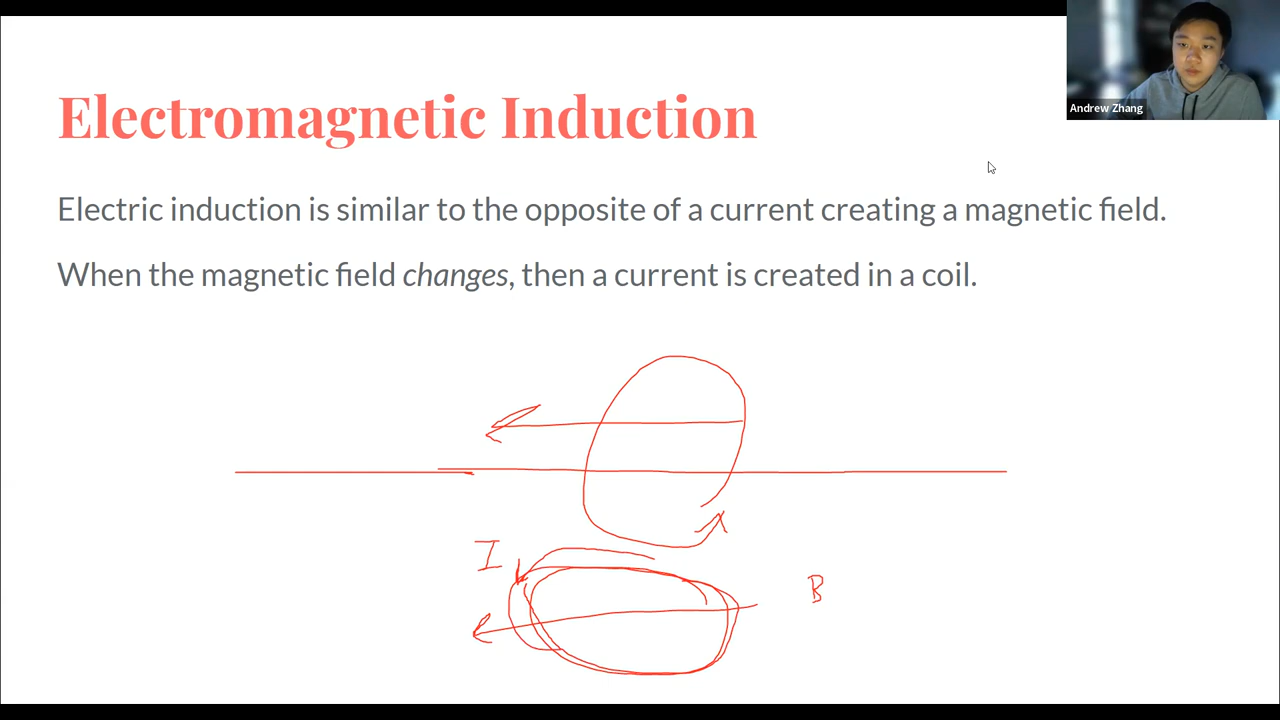 Andrew Zhang
Electromagnetic Induction
Electric induction is similar to the opposite of a current creating a magnetic field.
When the magnetic field changes, then a current is created in a coil.
I
B